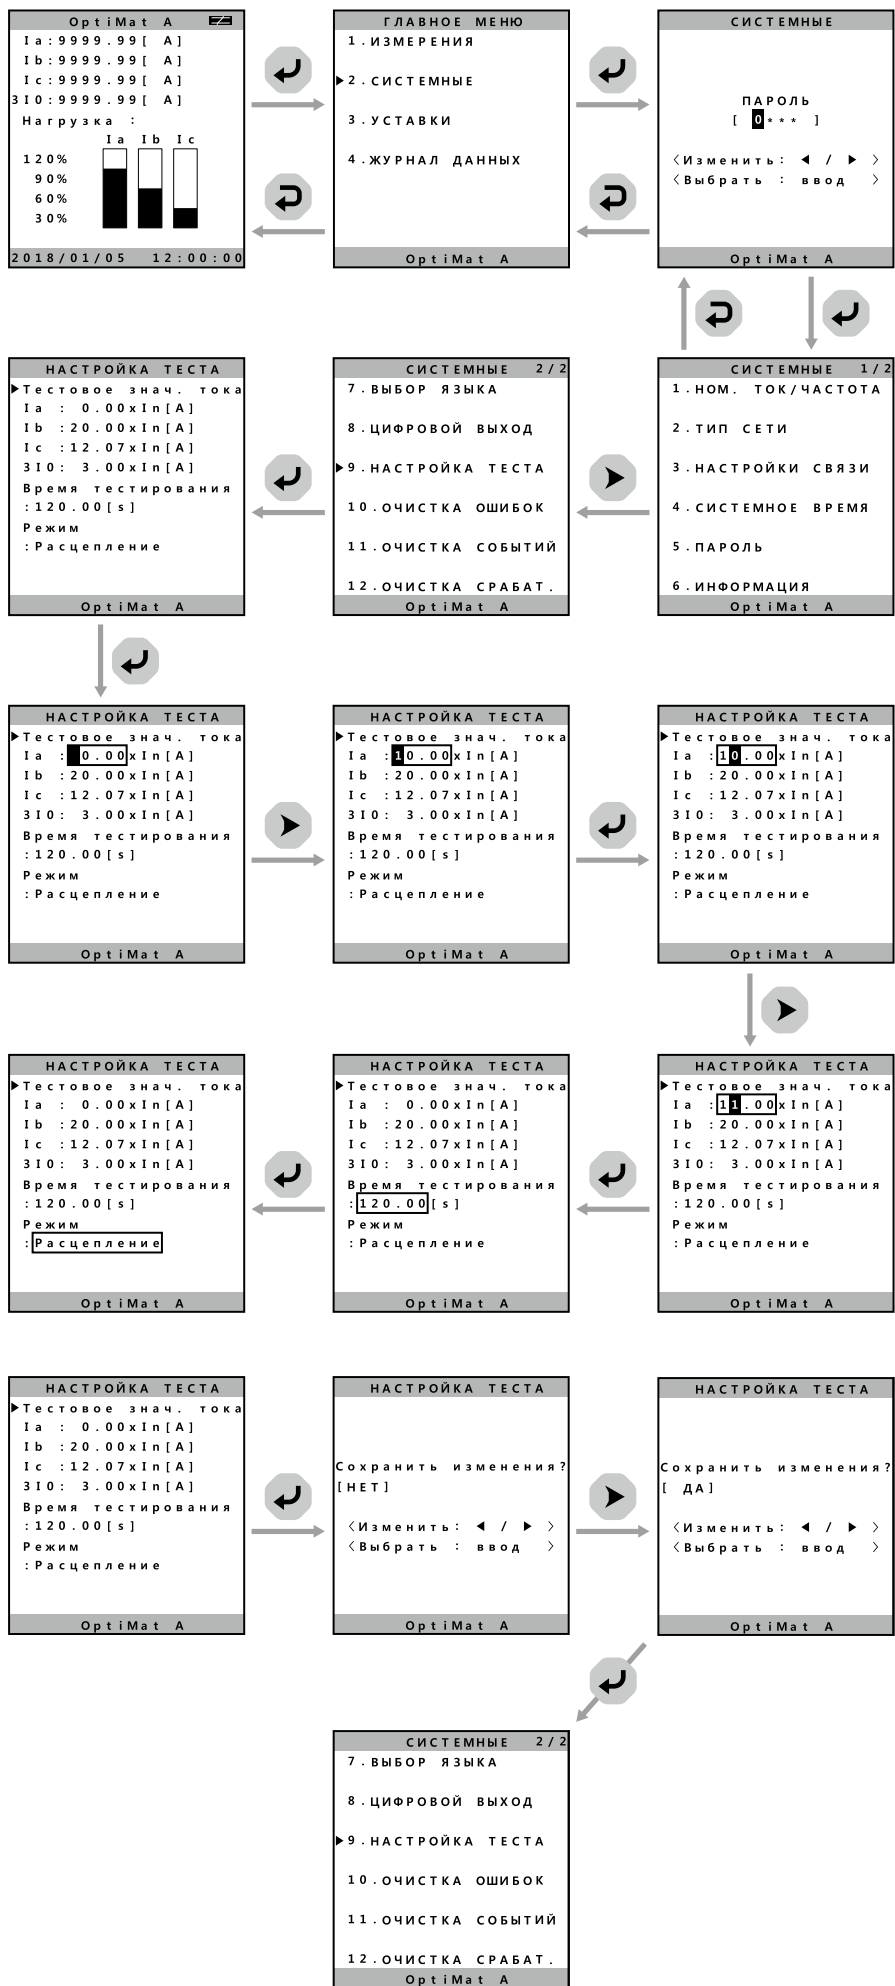 OptiMat A
Ia:9999.99[ A]
Ib:9999.99[ A]
Ic:9999.99[ A]
3I0:9999.99[ A]
Нагрузка :
Ia Ib Ic
120%
90%
60%
30%
2018/01/05 12:00:00
ГЛАВНОЕ МЕНЮ
1.ИЗМЕРЕНИЯ
▶2.СИСТЕМНЫЕ
3.УСТАВКИ
4.ЖУРНАЛ ДАННЫХ
OptiMat A
СИСТЕМНЫЕ
ПАРОЛЬ
[ 0*** ]
〈Изменить: ◀ / ▶ 〉
〈Выбрать : ввод 〉
OptiMat A
НАСТРОЙКА ТЕСТА
▶Тестовое знач. тока
Ia : 0.00xIn[A]
Ib :20.00xIn[A]
Ic :12.07xIn[A]
3I0: 3.00xIn[A]
Время тестирования
:120.00[s]
Режим
:Расцепление
OptiMat A
СИСТЕМНЫЕ 2/2
7.ВЫБОР ЯЗЫКА
8.ЦИФРОВОЙ ВЫХОД
▶9.НАСТРОЙКА ТЕСТА
10.ОЧИСТКА ОШИБОК
11.ОЧИСТКА СОБЫТИЙ
12.ОЧИСТКА СРАБАТ.
OptiMat A
СИСТЕМНЫЕ 1/2
1.НОМ. ТОК/ЧАСТОТА
2.ТИП СЕТИ
3.НАСТРОЙКИ СВЯЗИ
4.СИСТЕМНОЕ ВРЕМЯ
5.ПАРОЛЬ
6.ИНФОРМАЦИЯ
OptiMat A
НАСТРОЙКА ТЕСТА
▶Тестовое знач. тока
Ia : 0.00xIn[A]
Ib :20.00xIn[A]
Ic :12.07xIn[A]
3I0: 3.00xIn[A]
Время тестирования
:120.00[s]
Режим
:Расцепление
OptiMat A
НАСТРОЙКА ТЕСТА
▶Тестовое знач. тока
Ia :10.00xIn[A]
Ib :20.00xIn[A]
Ic :12.07xIn[A]
3I0: 3.00xIn[A]
Время тестирования
:120.00[s]
Режим
:Расцепление
OptiMat A
НАСТРОЙКА ТЕСТА
▶Тестовое знач. тока
Ia :10.00xIn[A]
Ib :20.00xIn[A]
Ic :12.07xIn[A]
3I0: 3.00xIn[A]
Время тестирования
:120.00[s]
Режим
:Расцепление
OptiMat A
НАСТРОЙКА ТЕСТА
▶Тестовое знач. тока
Ia : 0.00xIn[A]
Ib :20.00xIn[A]
Ic :12.07xIn[A]
3I0: 3.00xIn[A]
Время тестирования
:120.00[s]
Режим
:Расцепление
OptiMat A
НАСТРОЙКА ТЕСТА
▶Тестовое знач. тока
Ia : 0.00xIn[A]
Ib :20.00xIn[A]
Ic :12.07xIn[A]
3I0: 3.00xIn[A]
Время тестирования
:120.00[s]
Режим
:Расцепление
OptiMat A
НАСТРОЙКА ТЕСТА
▶Тестовое знач. тока
Ia :11.00xIn[A]
Ib :20.00xIn[A]
Ic :12.07xIn[A]
3I0: 3.00xIn[A]
Время тестирования
:120.00[s]
Режим
:Расцепление
OptiMat A
НАСТРОЙКА ТЕСТА
▶Тестовое знач. тока
Ia : 0.00xIn[A]
Ib :20.00xIn[A]
Ic :12.07xIn[A]
3I0: 3.00xIn[A]
Время тестирования
:120.00[s]
Режим
:Расцепление
OptiMat A
НАСТРОЙКА ТЕСТА
Сохранить изменения?
[НЕТ]
〈Изменить: ◀ / ▶ 〉
〈Выбрать : ввод 〉
OptiMat A
НАСТРОЙКА ТЕСТА
Сохранить изменения?
[ ДА]
〈Изменить: ◀ / ▶ 〉
〈Выбрать : ввод 〉
OptiMat A
СИСТЕМНЫЕ 2/2
7.ВЫБОР ЯЗЫКА
8.ЦИФРОВОЙ ВЫХОД
▶9.НАСТРОЙКА ТЕСТА
10.ОЧИСТКА ОШИБОК
11.ОЧИСТКА СОБЫТИЙ
12.ОЧИСТКА СРАБАТ.
OptiMat A